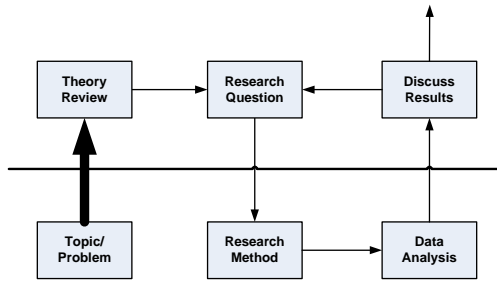 Theory
Review
Research
Question
Discuss
Results
Topic/
Problem
Research
Method
Data
Analysis